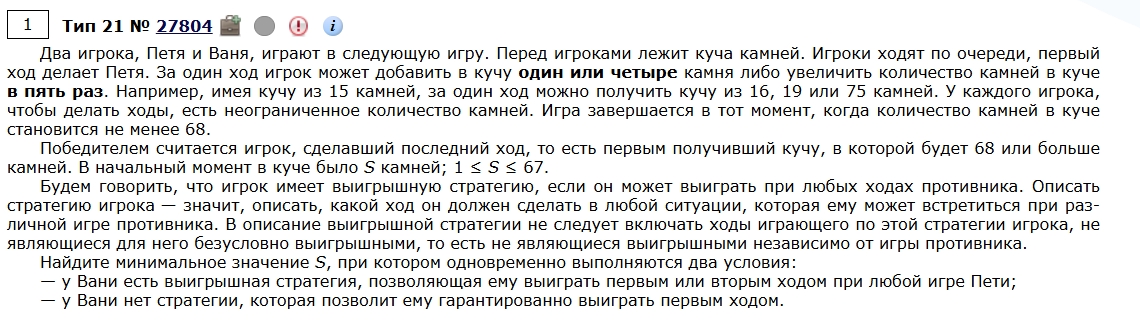 1 Тип 21 № 27804 i
Два игрока, Петя и Ваня, играют в следующую игру. Перед игроками лежит куча камней. Игроки ходят по очереди, первый
ход делает Петя. За один ход игрок может добавить в кучу один или четыре камня либо увеличить количество камней в куче
в пять раз. Например, имея кучу из 15 камней, за один ход можно получить кучу из 16, 19 или 75 камней. У каждого игрока,
чтобы делать ходы, есть неограниченное количество камней. Игра завершается в тот момент, когда количество камней в куче
становится не менее 68.
Победителем считается игрок, сделавший последний ход, то есть первым получивший кучу, в которой будет 68 или больше
камней. В начальный момент в куче было S камней; 1 ≤ S ≤ 67.
Будем говорить, что игрок имеет выигрышную стратегию, если он может выиграть при любых ходах противника. Описать
стратегию игрока — значит, описать, какой ход он должен сделать в любой ситуации, которая ему может встретиться при раз-
личной игре противника. В описание выигрышной стратегии не следует включать ходы играющего по этой стратегии игрока, не
являющиеся для него безусловно выигрышными, то есть не являющиеся выигрышными независимо от игры противника.
Найдите минимальное значение S, при котором одновременно выполняются два условия:
— у Вани есть выигрышная стратегия, позволяющая ему выиграть первым или вторым ходом при любой игре Пети;
— у Вани нет стратегии, которая позволит ему гарантированно выиграть первым ходом.